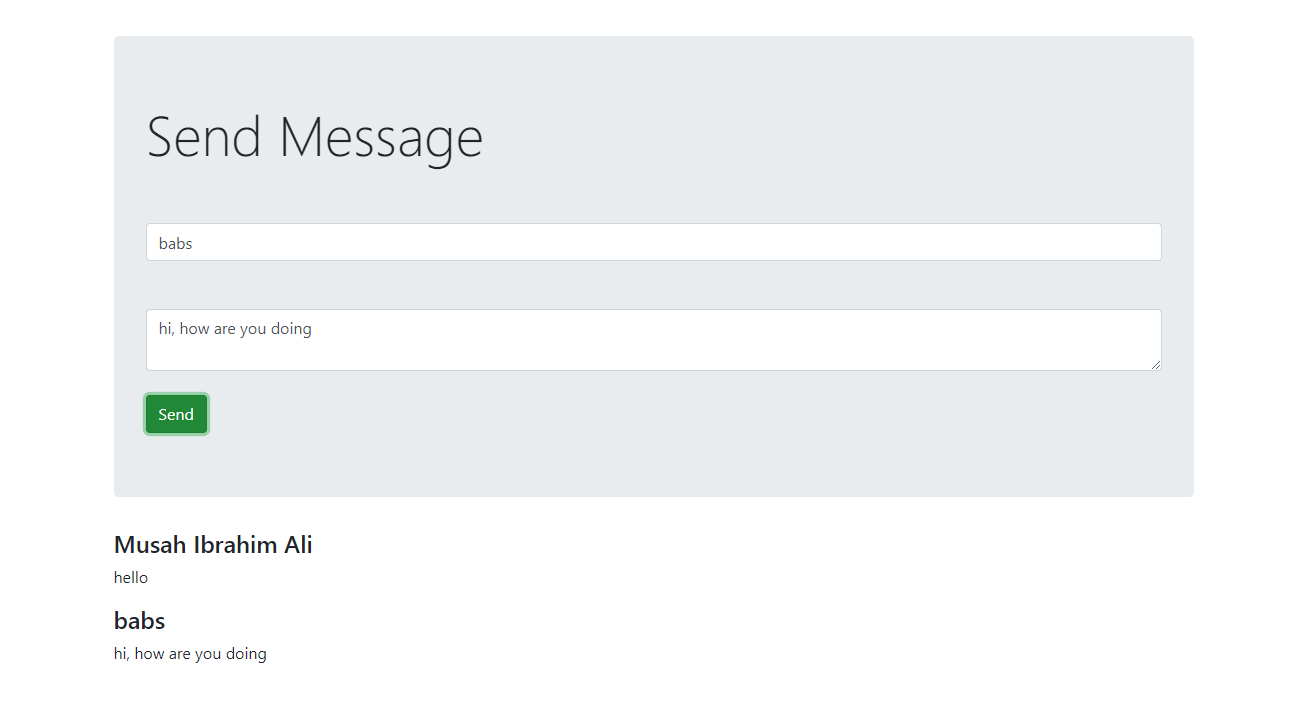 Send Message
babs
hi, how are you doing
Send
Musah Ibrahim Ali
hello
babs
hi, how are you doing